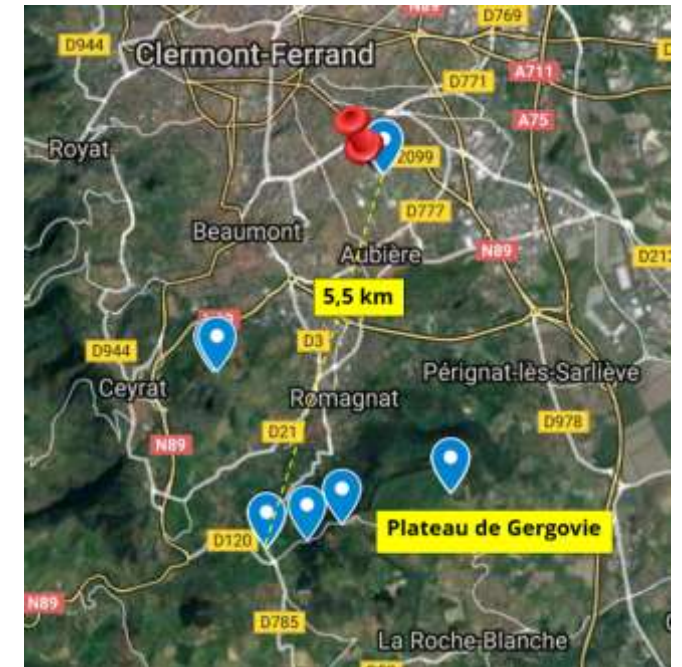 D769
D944
Clermont-Ferrand
D771
A711
A75
Royat
2099
D777
Beaumont
Aubière
N89
D212
5,5 km
D3
D944
Ceyrat
Romagnat
Pérignat-lès-Sarliève
D21
D978
N89
Plateau de Gergovie
D120
N89
D785
La Roche-Blanche